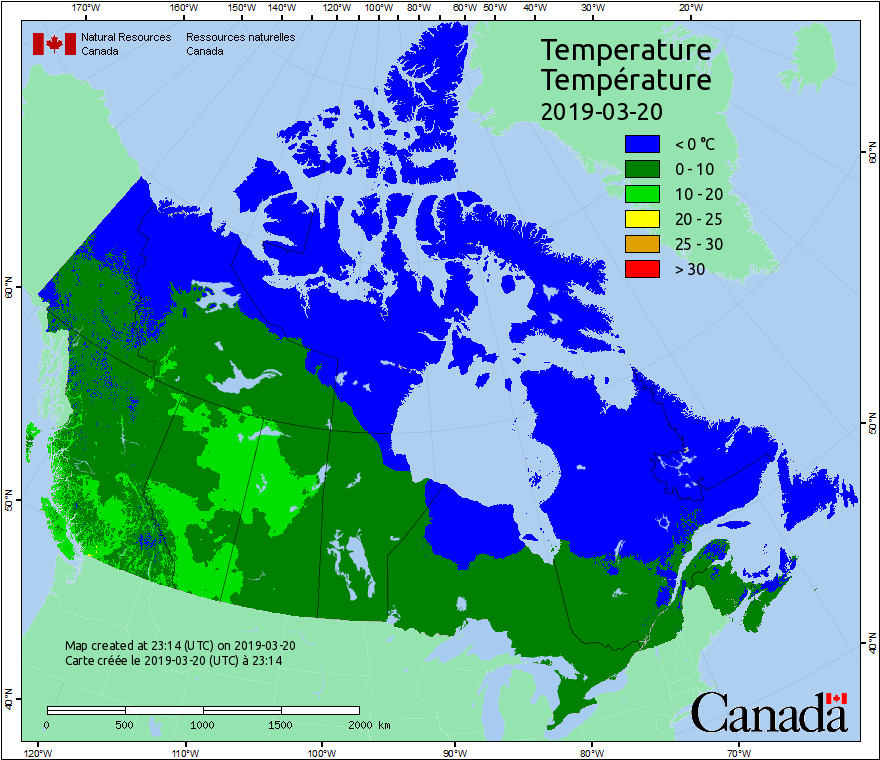 170°W 160°W 150°W 140°W 130°W 120°W 110°W 100°W 90°W 80°W 60°W 50°W 40°W 30°W 20°W
Natural Resources Canada
Ressources naturelles Canada
Temperature
Température
2019-03-20
< 0 °C
0 - 10
10 - 20
20 - 25
25 - 30
> 30
60°N
60°N
50°N
50°N
40°N
40°N
Map created at 23:14 (UTC) on 2019-03-20
Carte créée le 2019-03-20 (UTC) à 23:14
0 500 1000 1500 2000 km
Canada
120°W 110°W 100°W 90°W 80°W 70°W